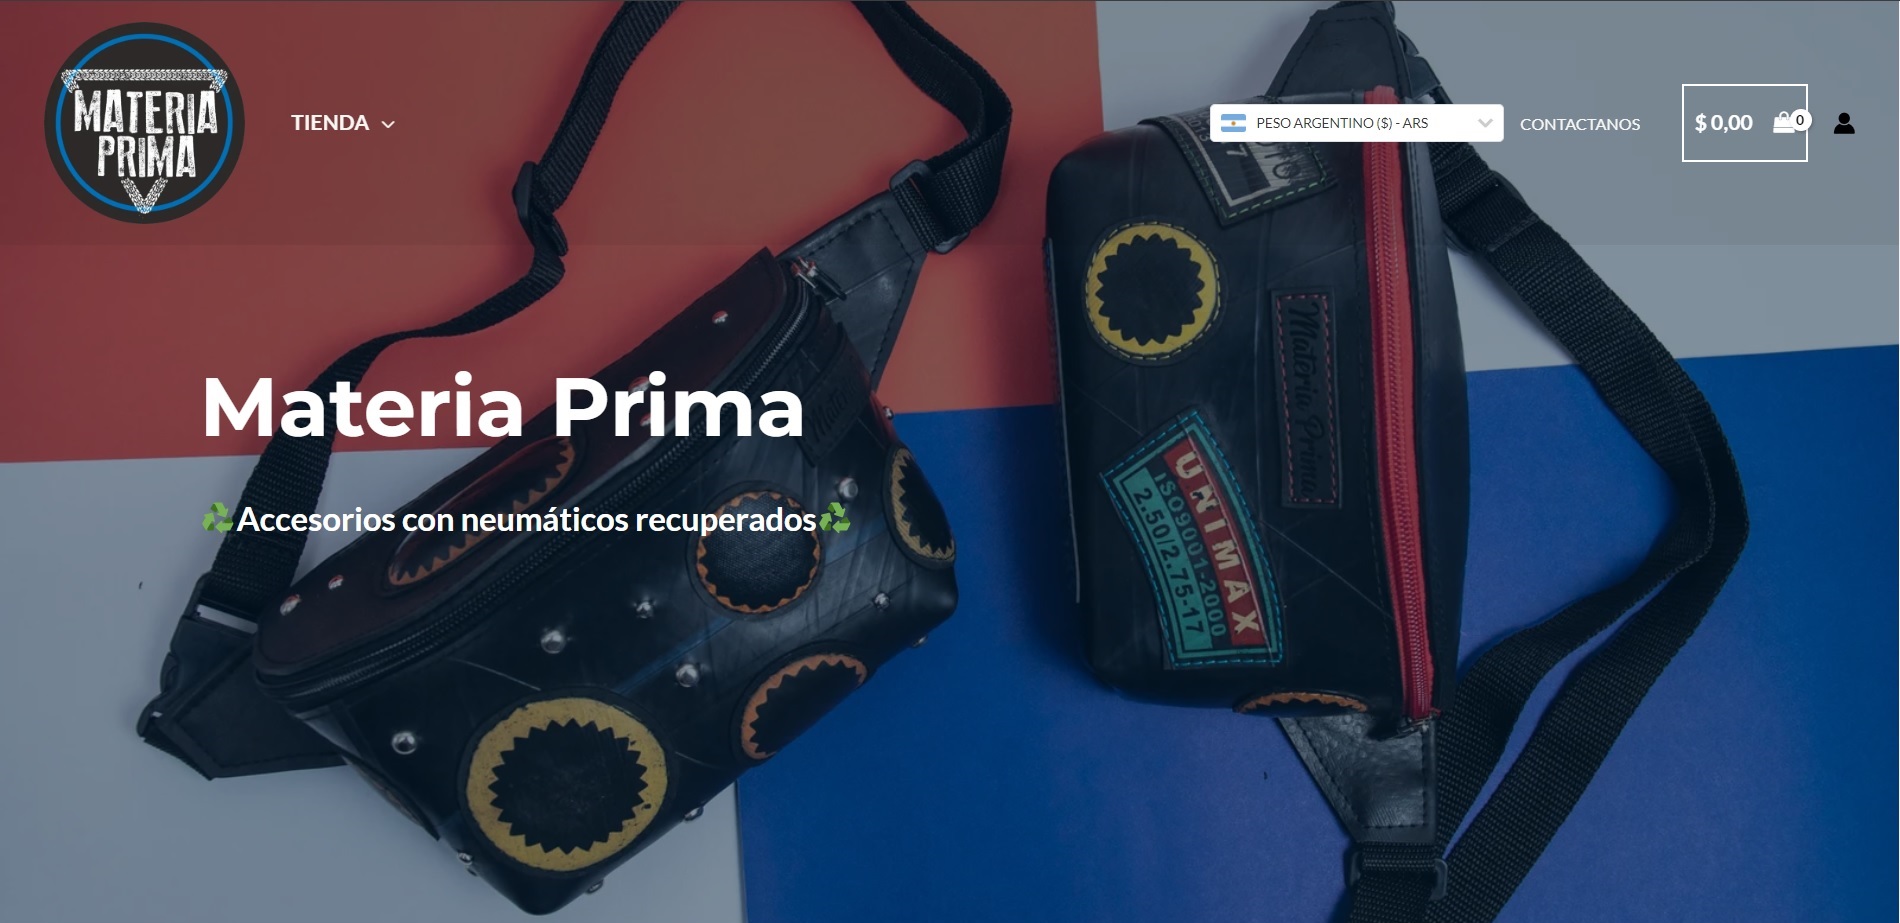 MATERIA
PRIMA
TIENDA
PESO ARGENTINO ($) - ARS
CONTACTANOS
$ 0,00
0
Materia Prima
♻Accesorios con neumáticos recuperados♻
Materia Prima
UNIMAX
ISO9001-2000
2.50/2.75-17